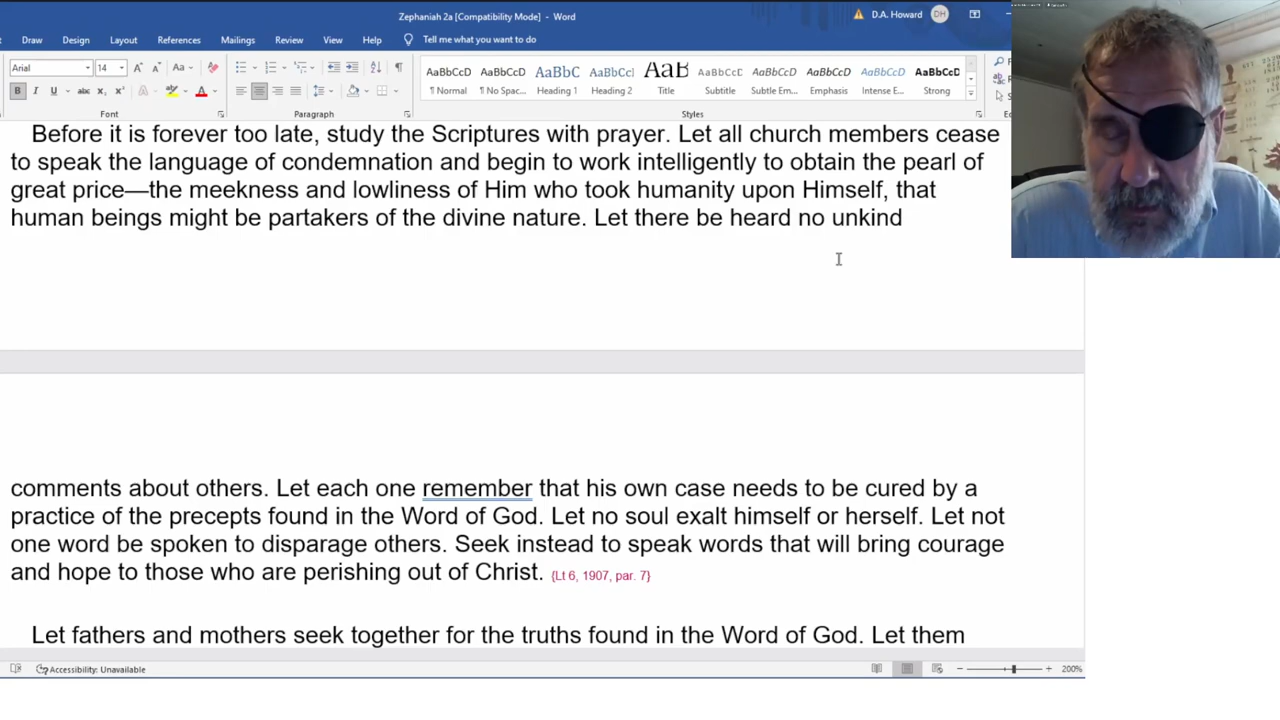 Zephaniah 2a [Compatibility Mode] - Word
D.A. Howard
DH
Draw Design Layout References Mailings Review View Help Tell me what you want to do
Arial 14 Aa
B I U abc x₂ x² A A
AaBbCcD AaBbCcD AaBbC AaBbCcI AaB AaBbCcC AaBbCcD AaBbCcD AaBbCcD AaBbCcD
¶ Normal ¶ No Spac... Heading 1 Heading 2 Title Subtitle Subtle Em... Emphasis Intense E... Strong
Font Paragraph Styles
Before it is forever too late, study the Scriptures with prayer. Let all church members cease
to speak the language of condemnation and begin to work intelligently to obtain the pearl of
great price—the meekness and lowliness of Him who took humanity upon Himself, that
human beings might be partakers of the divine nature. Let there be heard no unkind
comments about others. Let each one remember that his own case needs to be cured by a
practice of the precepts found in the Word of God. Let no soul exalt himself or herself. Let not
one word be spoken to disparage others. Seek instead to speak words that will bring courage
and hope to those who are perishing out of Christ. {Lt 6, 1907, par. 7}
Let fathers and mothers seek together for the truths found in the Word of God. Let them
Accessibility: Unavailable
200%